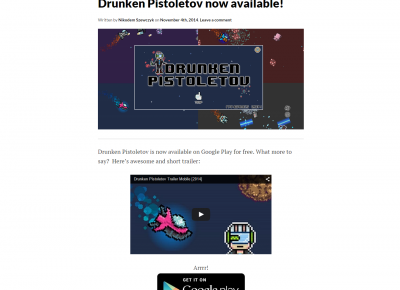 Drunken Pistoletov now available!
Written by Nikodem Szewczyk on November 4th, 2014. Leave a comment
DRUNKEN
PISTOLETOV
Drunken Pistoletov is now available on Google Play for free. What more to
say? Here's awesome and short trailer:
Drunken Pistoletov Trailer Mobile (2014)
Arrrr!
GET IT ON
Google play